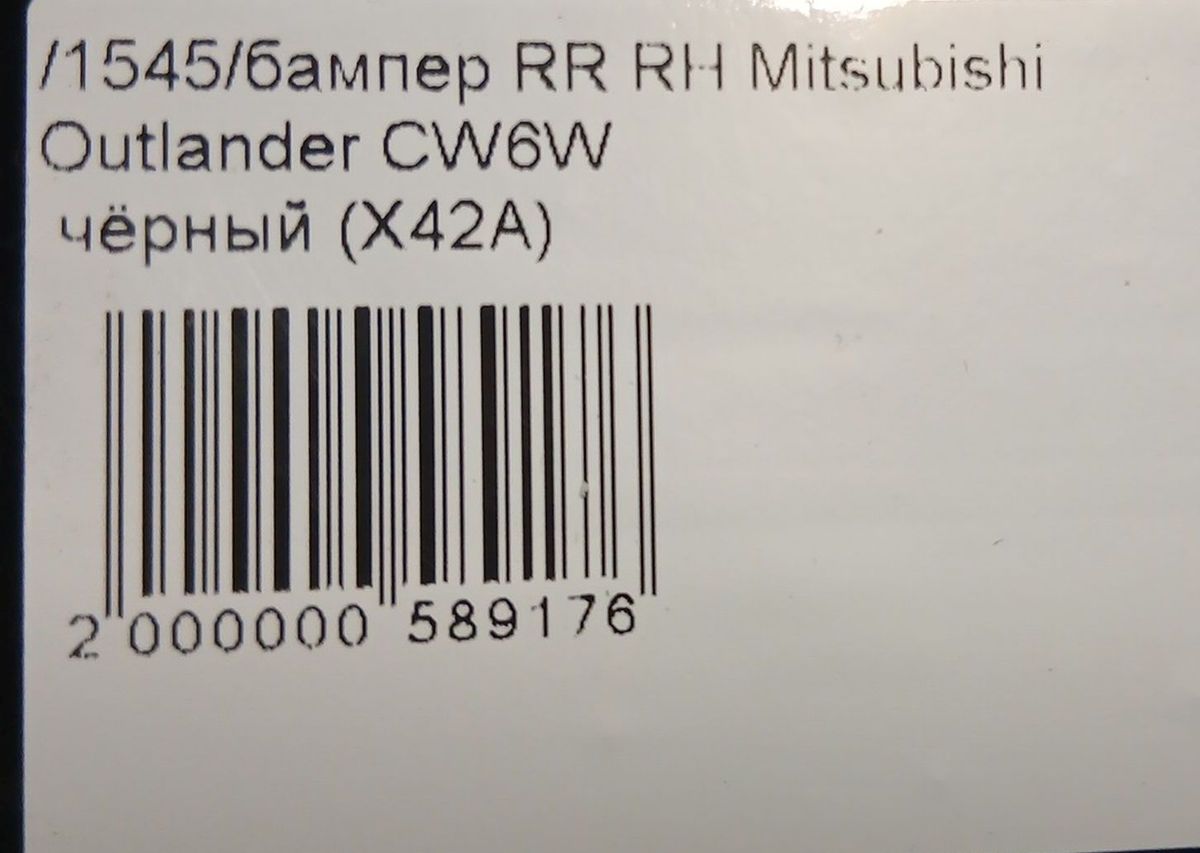 /1545/бампер RR RH Mitsubishi
Outlander CW6W
чёрный (X42A)
2 000000 589176